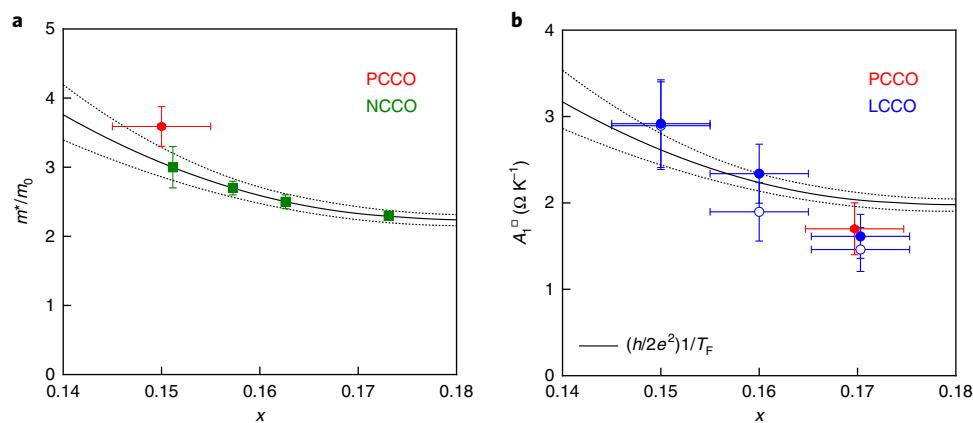 a
5
4
3
2
1
0
m*/m₀
PCCO
NCCO
0.14
0.15
0.16
0.17
0.18
x
b
4
3
2
1
0
A₁□ (Ω K⁻¹)
PCCO
LCCO
(h/2e²)1/T_F
0.14
0.15
0.16
0.17
0.18
x